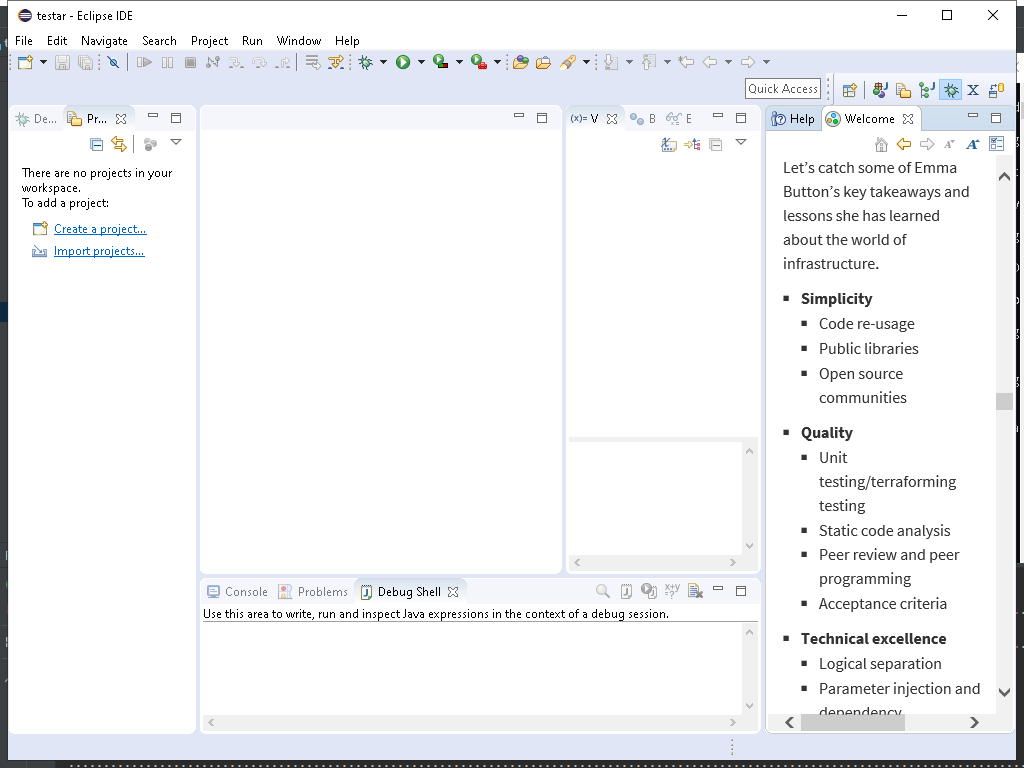 testar - Eclipse IDE
File Edit Navigate Search Project Run Window Help
Quick Access
De... Pr...
(x)= V B E
Help Welcome
There are no projects in your
workspace.
To add a project:
Create a project...
Import projects...
Let's catch some of Emma
Button's key takeaways and
lessons she has learned
about the world of
infrastructure.
Simplicity
Code re-usage
Public libraries
Open source
communities
Quality
Unit
testing/terraforming
testing
Static code analysis
Peer review and peer
programming
Acceptance criteria
Technical excellence
Logical separation
Parameter injection and
dependency
Console Problems Debug Shell
Use this area to write, run and inspect Java expressions in the context of a debug session.